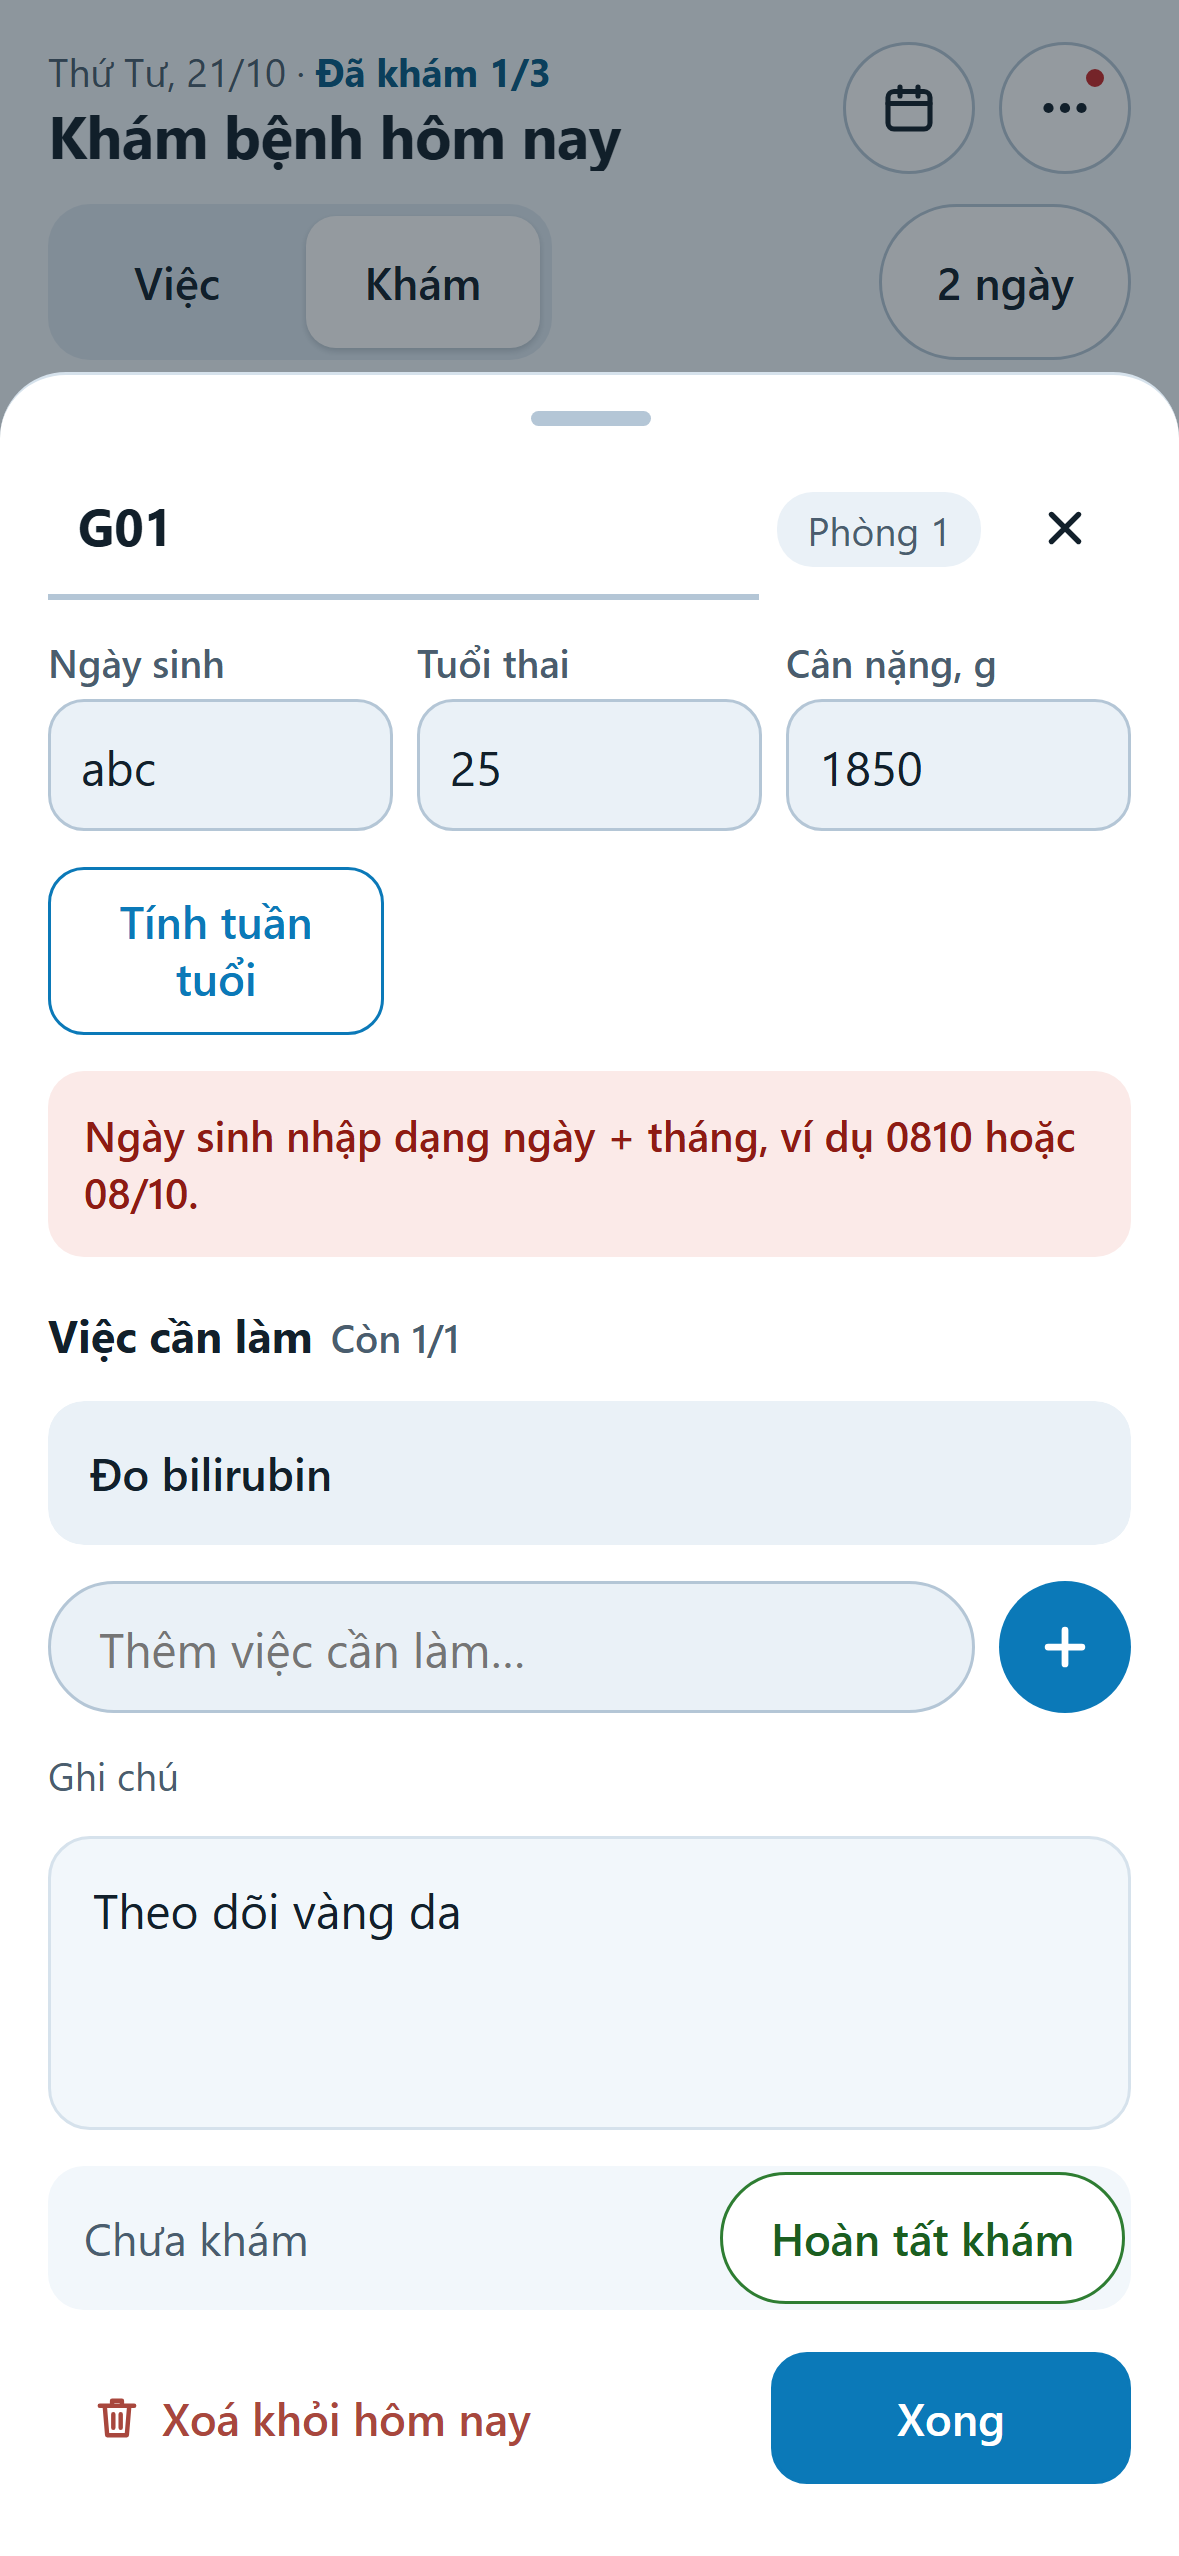 Thứ Tư, 21/10 · Đã khám 1/3
Khám bệnh hôm nay
Việc
Khám
2 ngày
G01
Phòng 1
Ngày sinh
Tuổi thai
Cân nặng, g
abc
25
1850
Tính tuần
tuổi
Ngày sinh nhập dạng ngày + tháng, ví dụ 0810 hoặc
08/10.
Việc cần làm Còn 1/1
Đo bilirubin
Thêm việc cần làm...
Ghi chú
Theo dõi vàng da
Chưa khám
Hoàn tất khám
Xoá khỏi hôm nay
Xong